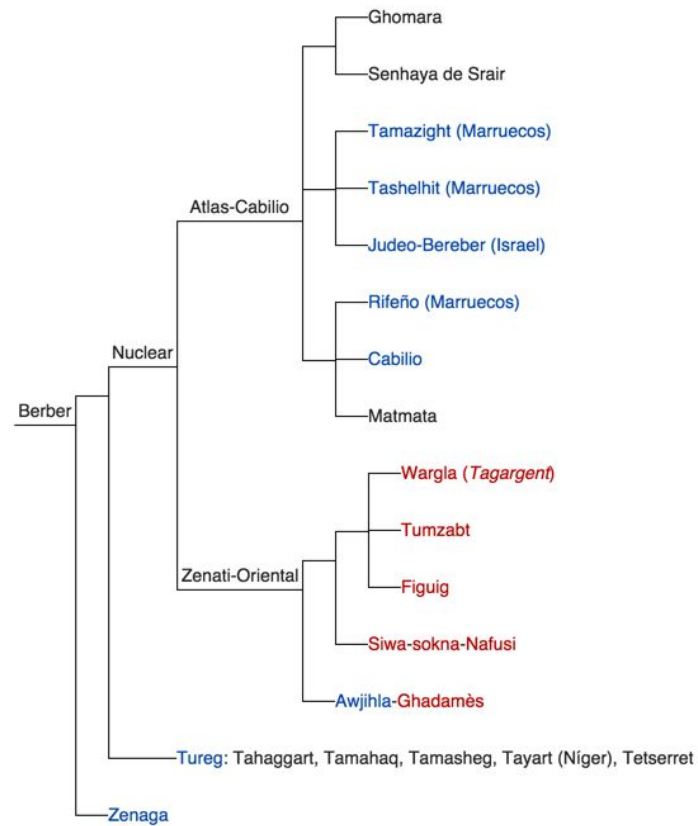 Ghomara
Senhaya de Srair
Tamazight (Marruecos)
Tashelhit (Marruecos)
Atlas-Cabilio
Judeo-Bereber (Israel)
Rifeño (Marruecos)
Nuclear
Cabilio
Berber
Matmata
Wargla (Tagargent)
Tumzabt
Zenati-Oriental
Figuig
Siwa-sokna-Nafusi
Awjihla-Ghadamès
Tureg: Tahaggart, Tamahaq, Tamasheg, Tayart (Níger), Tetserret
Zenaga